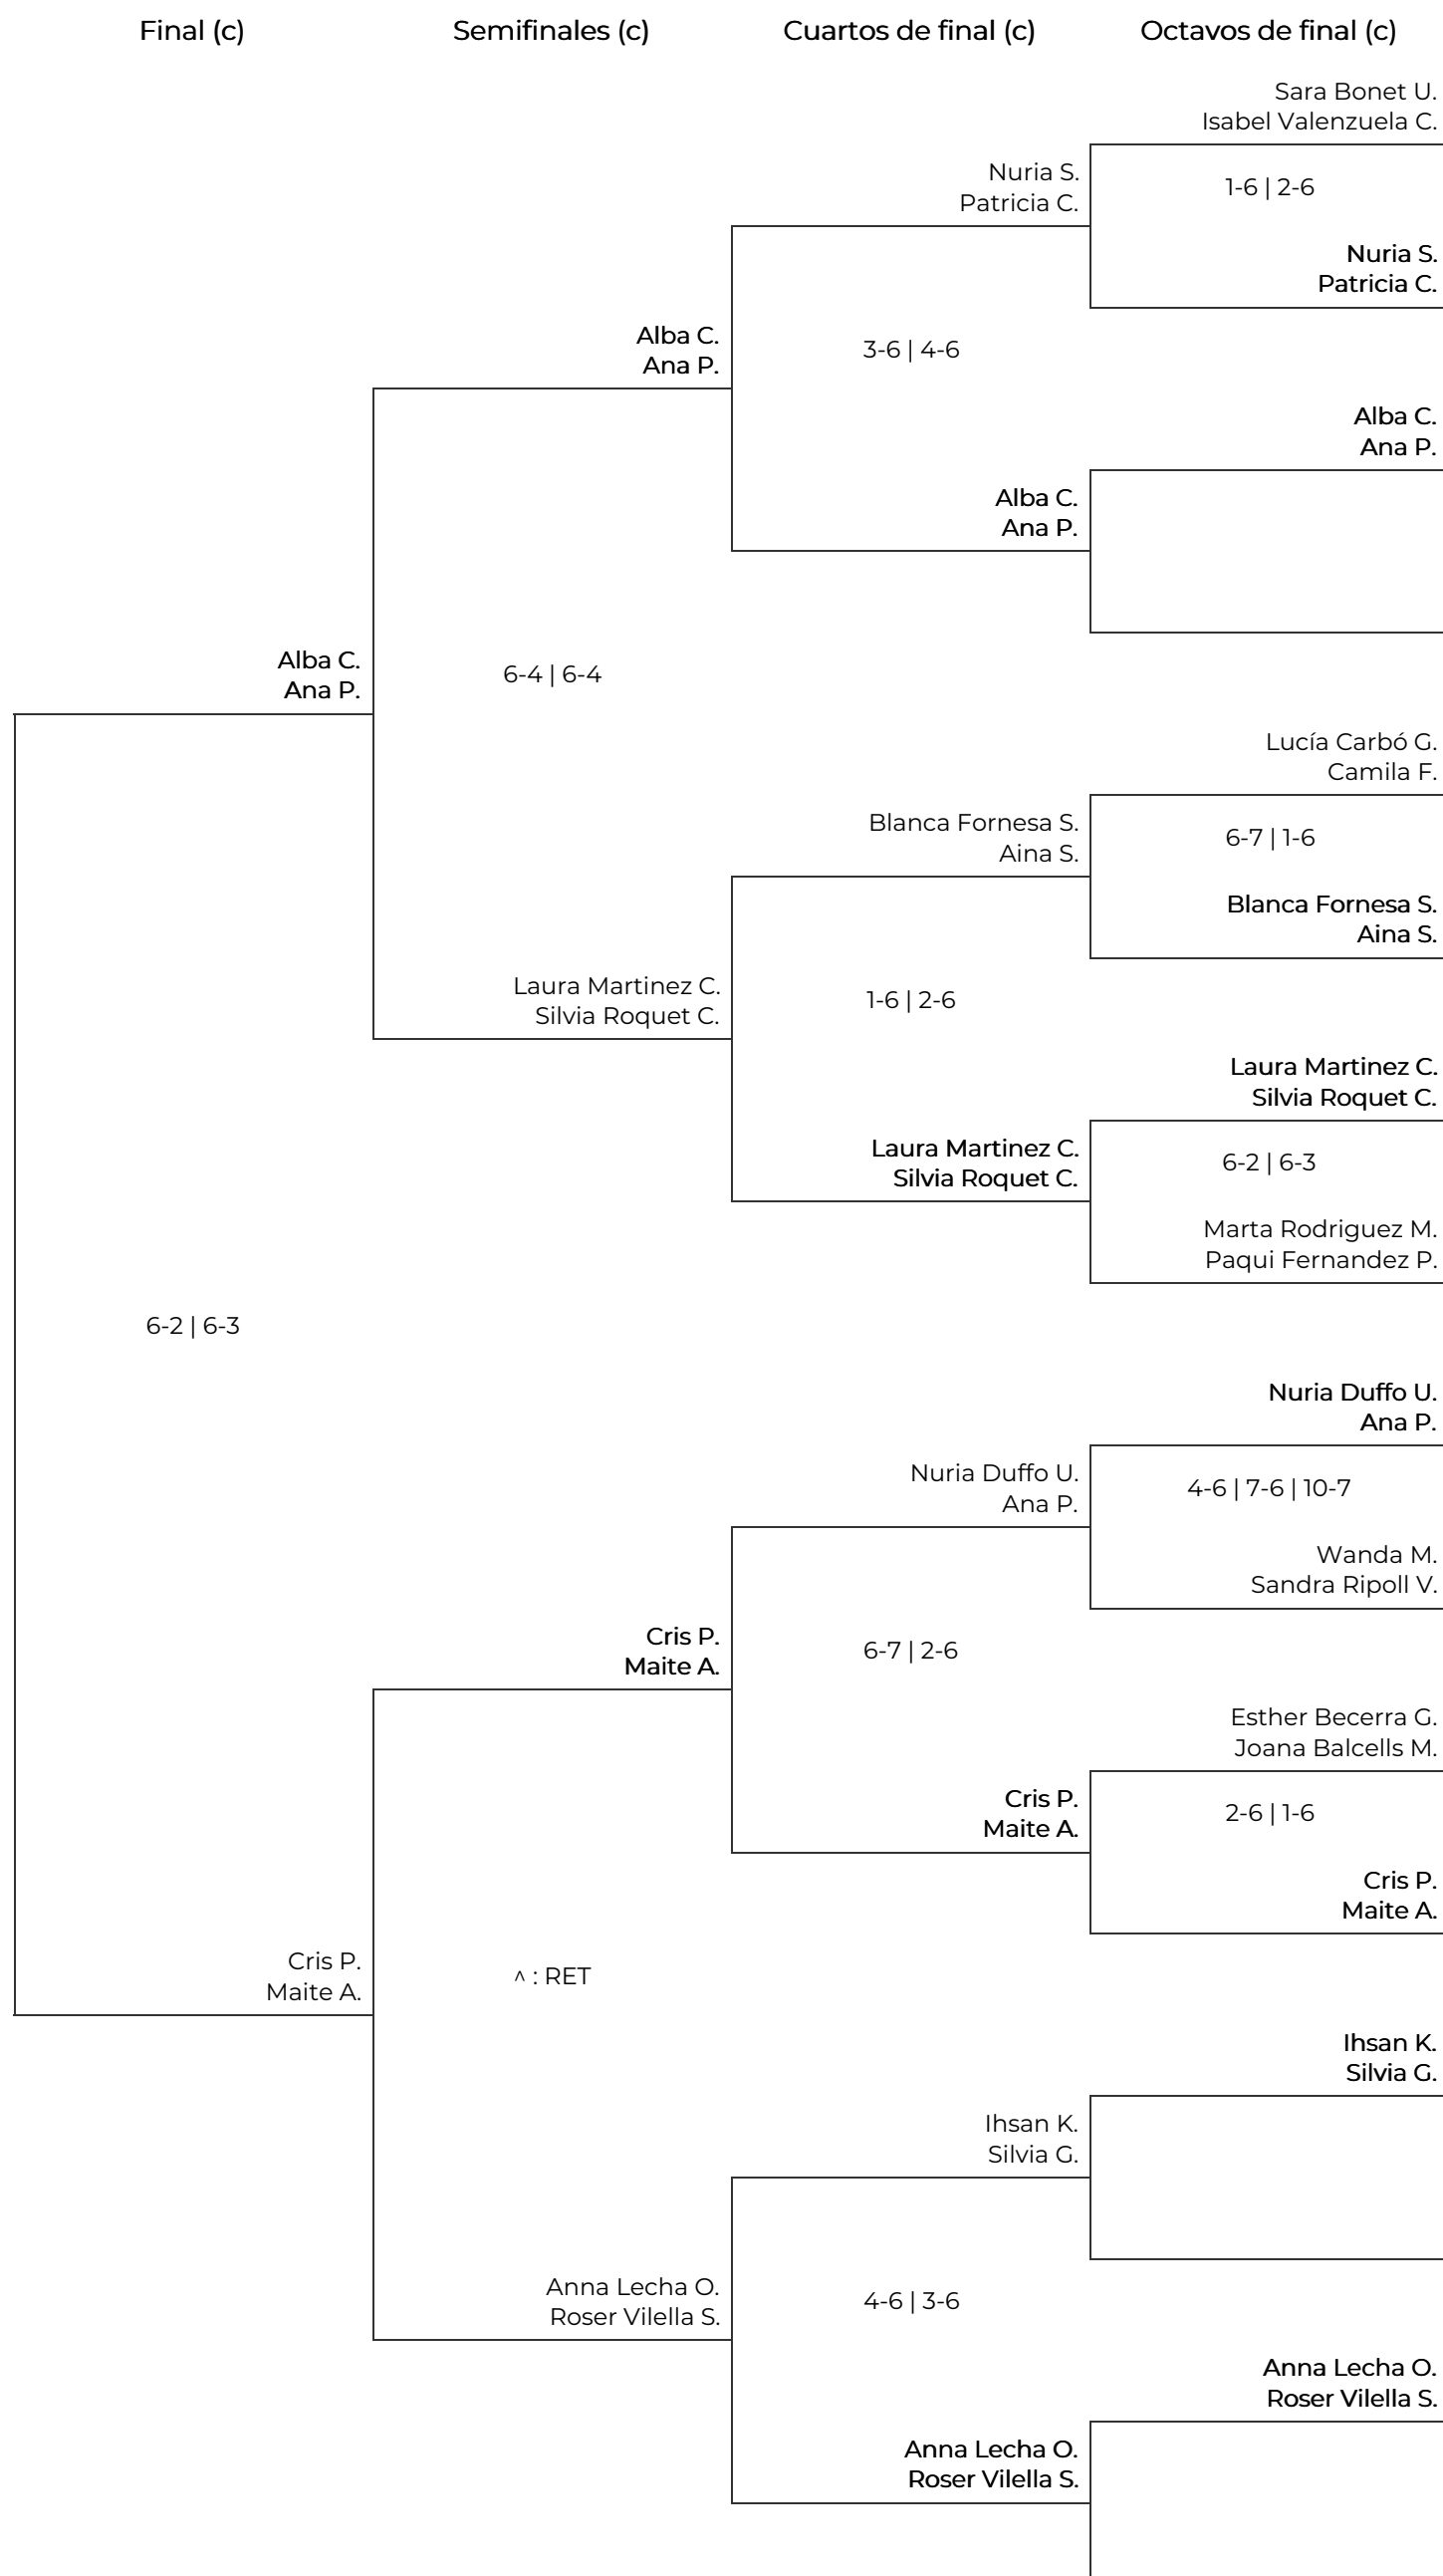 Final (c)
Semifinales (c)
Cuartos de final (c)
Octavos de final (c)
Sara Bonet U.
Isabel Valenzuela C.
1-6 | 2-6
Nuria S.
Patricia C.
Nuria S.
Patricia C.
3-6 | 4-6
Alba C.
Ana P.
Alba C.
Ana P.
Alba C.
Ana P.
Alba C.
Ana P.
6-4 | 6-4
Lucía Carbó G.
Camila F.
6-7 | 1-6
Blanca Fornesa S.
Aina S.
Blanca Fornesa S.
Aina S.
Laura Martinez C.
Silvia Roquet C.
1-6 | 2-6
Laura Martinez C.
Silvia Roquet C.
Laura Martinez C.
Silvia Roquet C.
6-2 | 6-3
Marta Rodriguez M.
Paqui Fernandez P.
6-2 | 6-3
Nuria Duffo U.
Ana P.
Nuria Duffo U.
Ana P.
4-6 | 7-6 | 10-7
Wanda M.
Sandra Ripoll V.
Cris P.
Maite A.
6-7 | 2-6
Esther Becerra G.
Joana Balcells M.
Cris P.
Maite A.
2-6 | 1-6
Cris P.
Maite A.
Cris P.
Maite A.
^ : RET
Ihsan K.
Silvia G.
Ihsan K.
Silvia G.
Anna Lecha O.
Roser Vilella S.
4-6 | 3-6
Anna Lecha O.
Roser Vilella S.
Anna Lecha O.
Roser Vilella S.